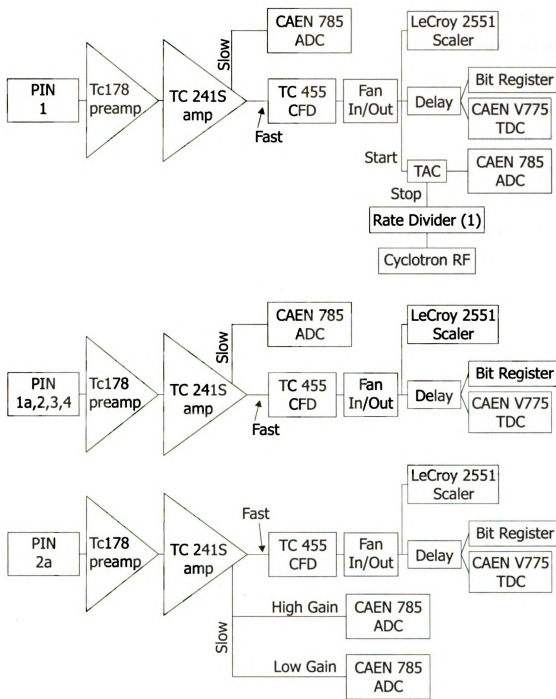 CAEN 785
ADC
LeCroy 2551
Scaler
Slow
PIN
1
Tc178
preamp
TC 241S
amp
Fast
TC 455
CFD
Fan
In/Out
Delay
Bit Register
CAEN V775
TDC
Start
TAC
CAEN 785
ADC
Stop
Rate Divider (1)
Cyclotron RF
CAEN 785
ADC
LeCroy 2551
Scaler
Slow
PIN
1a,2,3,4
Tc178
preamp
TC 241S
amp
Fast
TC 455
CFD
Fan
In/Out
Delay
Bit Register
CAEN V775
TDC
LeCroy 2551
Scaler
Fast
PIN
2a
Tc178
preamp
TC 241S
amp
TC 455
CFD
Fan
In/Out
Delay
Bit Register
CAEN V775
TDC
Slow
High Gain
CAEN 785
ADC
Low Gain
CAEN 785
ADC